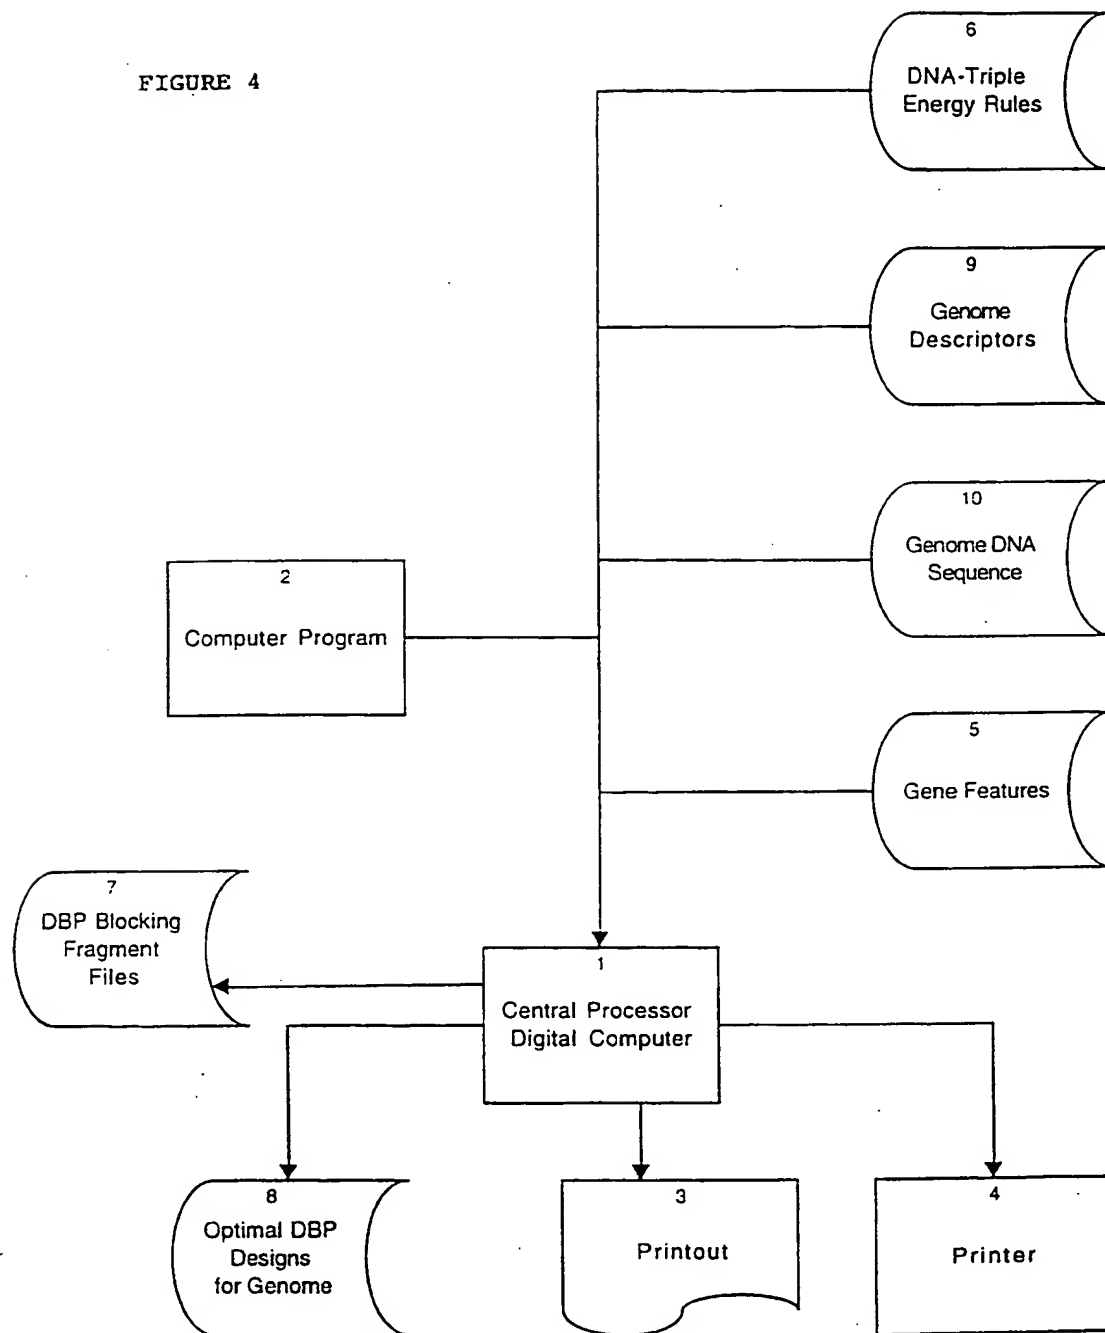 FIGURE 4
6
DNA-Triple
Energy Rules
9
Genome
Descriptors
10
Genome DNA
Sequence
2
Computer Program
5
Gene Features
7
DBP Blocking
Fragment
Files
1
Central Processor
Digital Computer
8
Optimal DBP
Designs
for Genome
3
Printout
4
Printer